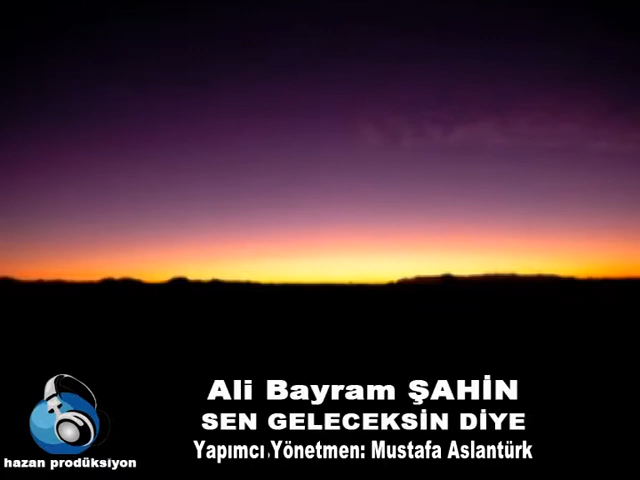 Ali Bayram ŞAHİN
SEN GELECEKSİN DİYE
Yapımcı,Yönetmen: Mustafa Aslantürk
hazan prodüksiyon